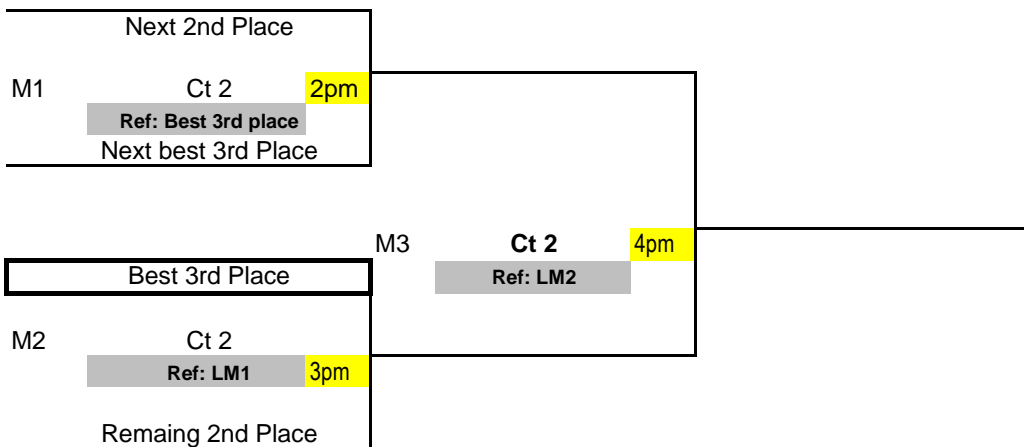 Next 2nd Place
M1 Ct 2 2pm
Ref: Best 3rd place
Next best 3rd Place
M3 Ct 2 4pm
Ref: LM2
Best 3rd Place
M2 Ct 2
Ref: LM1 3pm
Remaing 2nd Place